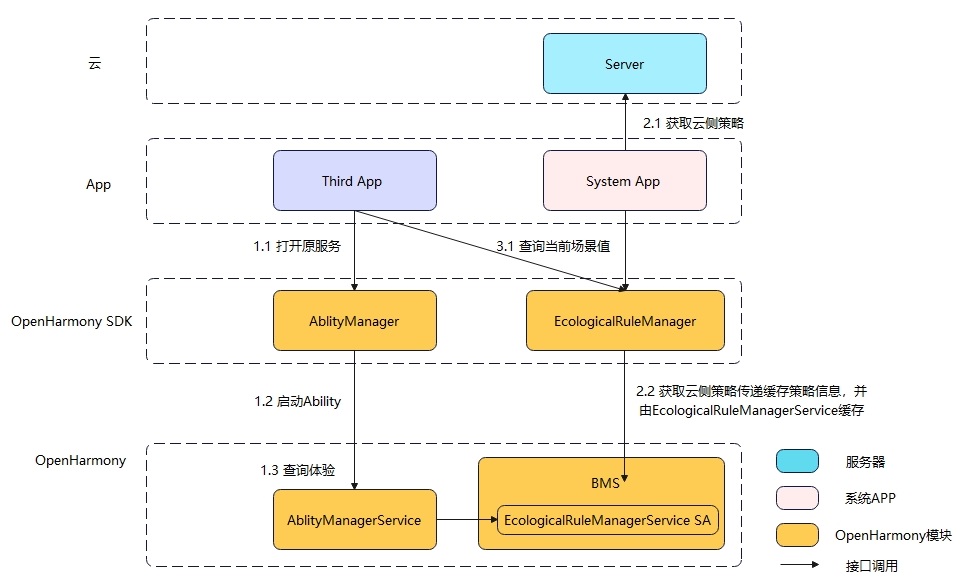 云
Server
2.1 获取云侧策略
App
Third App
System App
1.1 打开原服务
3.1 查询当前场景值
OpenHarmony SDK
AblityManager
EcologicalRuleManager
1.2 启动Ability
2.2 获取云侧策略传递缓存策略信息，并
由EcologicalRuleManagerService缓存
OpenHarmony
1.3 查询体验
BMS
AblityManagerService
EcologicalRuleManagerService SA
服务器
系统APP
OpenHarmony模块
接口调用